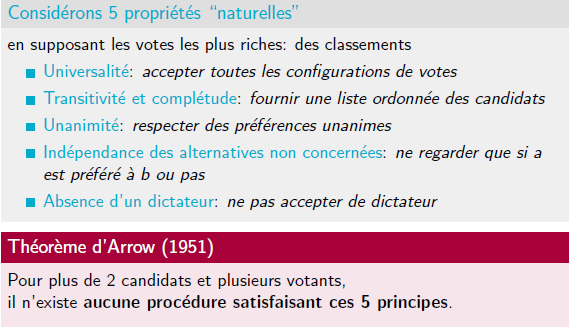 Considérons 5 propriétés “naturelles”
en supposant les votes les plus riches: des classements
Universalité: accepter toutes les configurations de votes
Transitivité et complétude: fournir une liste ordonnée des candidats
Unanimité: respecter des préférences unanimes
Indépendance des alternatives non concernées: ne regarder que si a
est préféré à b ou pas
Absence d’un dictateur: ne pas accepter de dictateur
Théorème d’Arrow (1951)
Pour plus de 2 candidats et plusieurs votants,
il n’existe aucune procédure satisfaisant ces 5 principes.